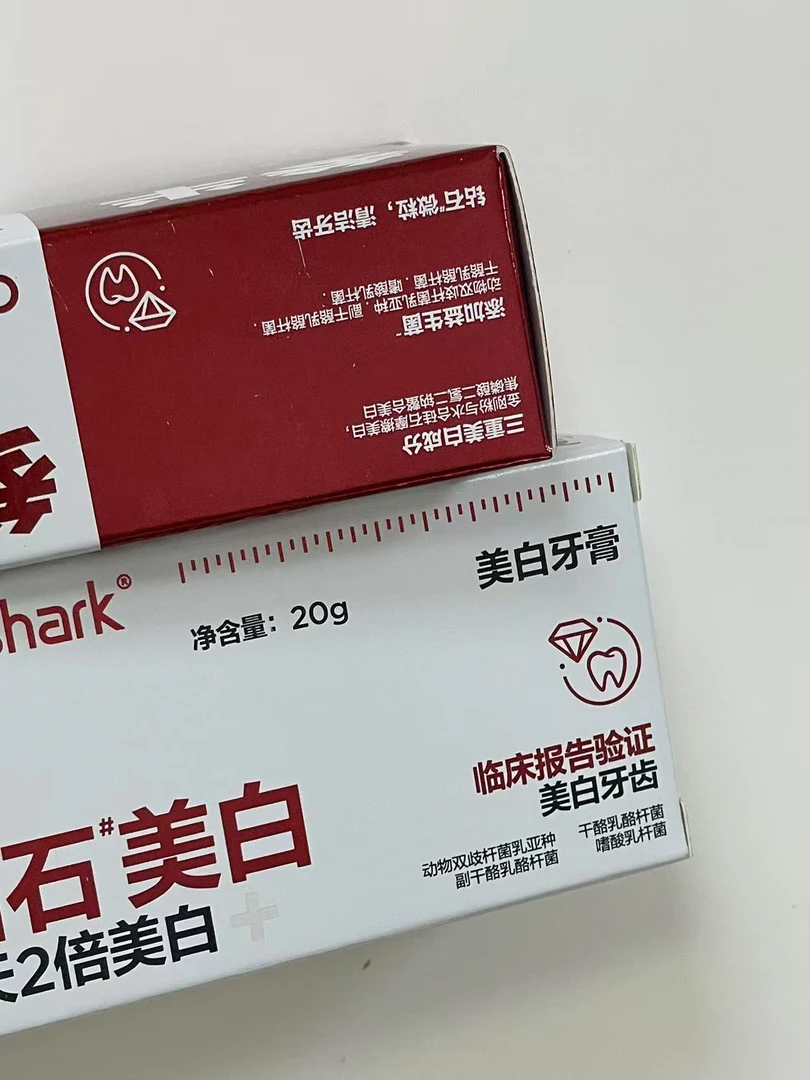 三重美白成分
金刚粉与水合硅石摩擦美白，
焦磷酸二氢二钠螯合美白
添加益生菌~
动物双歧杆菌乳亚种 . 副干酪乳酪杆菌 .
干酪乳酪杆菌 . 嗜酸乳杆菌 .
钻石#微粒，清洁牙齿
shark®
净含量：20g
美白牙膏
石#美白
天2倍美白+
临床报告验证
美白牙齿
动物双歧杆菌乳亚种 干酪乳酪杆菌
副干酪乳酪杆菌 嗜酸乳杆菌